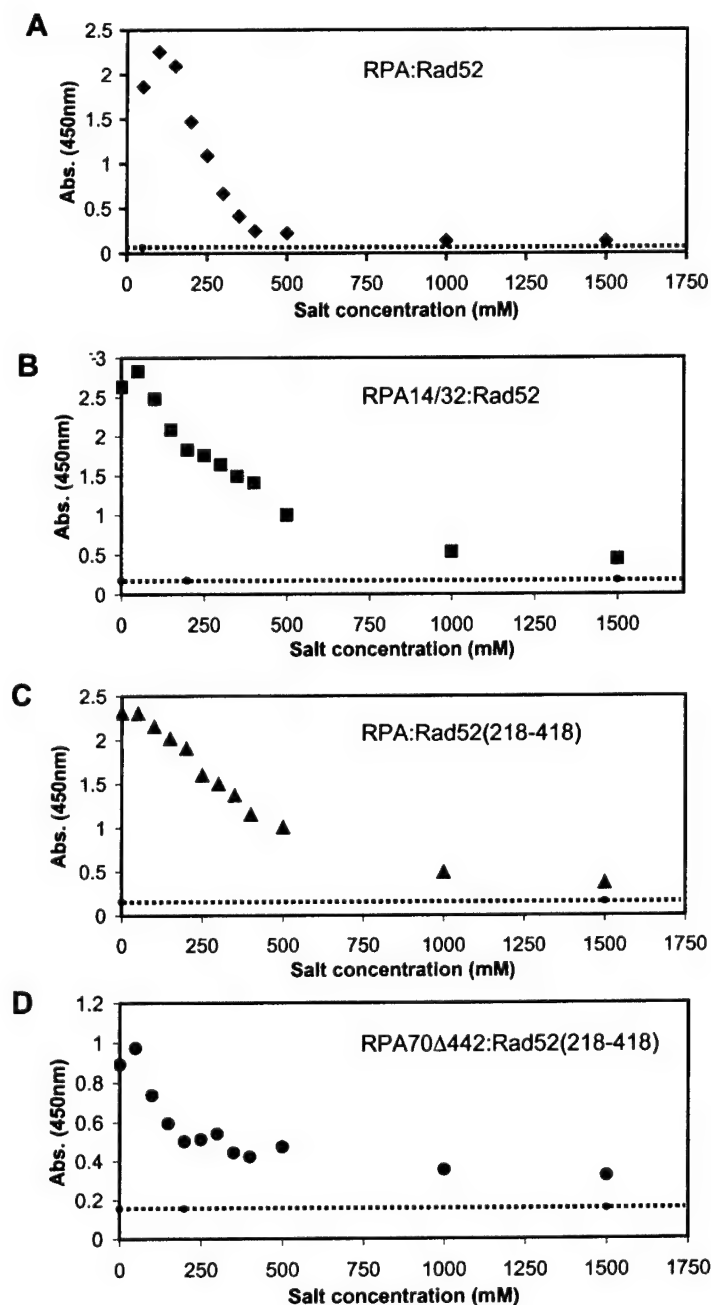 A
RPA:Rad52
2.5
2
1.5
1
0.5
0
Abs. (450nm)
0 250 500 750 1000 1250 1500 1750
Salt concentration (mM)
B
RPA14/32:Rad52
3
2.5
2
1.5
1
0.5
0
Abs. (450nm)
0 250 500 750 1000 1250 1500
Salt concentration (mM)
C
RPA:Rad52(218-418)
2.5
2
1.5
1
0.5
0
Abs. (450nm)
0 250 500 750 1000 1250 1500 1750
Salt concentration (mM)
D
RPA70Δ442:Rad52(218-418)
1.2
1
0.8
0.6
0.4
0.2
0
Abs. (450nm)
0 250 500 750 1000 1250 1500 1750
Salt concentration (mM)